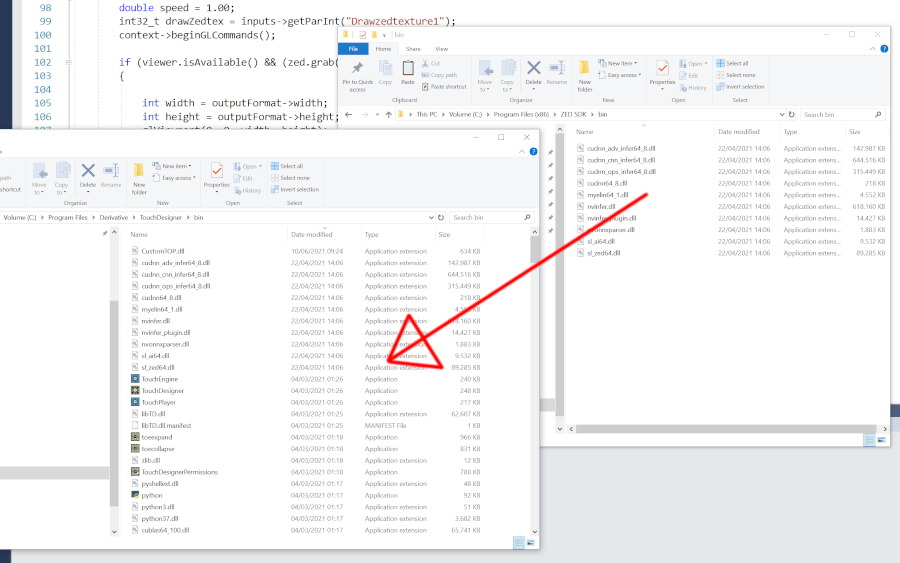 98 double speed = 1.00;
99 int32_t drawZedtex = inputs->getParInt("Drawzedtexture1");
100 context->beginGLCommands();
101
102 if (viewer.isAvailable() && (zed.grab(
103 {
104
105 int width = outputFormat->width;
106 int height = outputFormat->height;
bin
File Home Share View
Pin to Quick access
Copy
Paste
Cut
Copy path
Paste shortcut
Move to
Copy to
Delete
Rename
New folder
New item
Easy access
Properties
Open
Edit
History
Select all
Select none
Invert selection
Clipboard Organize New Open Select
This PC > Volume (C:) > Program Files (x86) > ZED SDK > bin
Search bin
Name Date modified Type Size
cudnn_adv_infer64_8.dll 22/04/2021 14:06 Application extens... 142.987 KB
cudnn_cnn_infer64_8.dll 22/04/2021 14:06 Application extens... 644.516 KB
cudnn_ops_infer64_8.dll 22/04/2021 14:06 Application extens... 315.449 KB
cudnn64_8.dll 22/04/2021 14:06 Application extens... 218 KB
myelin64_1.dll 22/04/2021 14:06 Application extens... 4.552 KB
nvinfer.dll 22/04/2021 14:06 Application extens... 618.160 KB
nvinfer_plugin.dll 22/04/2021 14:06 Application extens... 14.427 KB
nvonnxparser.dll 22/04/2021 14:06 Application extens... 1.883 KB
sl_ai64.dll 22/04/2021 14:06 Application extens... 9.532 KB
sl_zed64.dll 22/04/2021 14:06 Application extens... 89.285 KB
path
shortcut
Move to
Copy to
Delete
Rename
New folder
New item
Easy access
Properties
Open
Edit
History
Select all
Select none
Invert selection
Organize New Open Select
Volume (C:) > Program Files > Derivative > TouchDesigner > bin
Search bin
Name Date modified Type Size
CustomTOP.dll 10/06/2021 09:24 Application extension 634 KB
cudnn_adv_infer64_8.dll 22/04/2021 14:06 Application extension 142.987 KB
cudnn_cnn_infer64_8.dll 22/04/2021 14:06 Application extension 644.516 KB
cudnn_ops_infer64_8.dll 22/04/2021 14:06 Application extension 315.449 KB
cudnn64_8.dll 22/04/2021 14:06 Application extension 218 KB
myelin64_1.dll 22/04/2021 14:06 Application extension KB
nvinfer.dll 22/04/2021 14:06 Application extension KB
nvinfer_plugin.dll 22/04/2021 14:06 Application extension 14.427 KB
nvonnxparser.dll 22/04/2021 14:06 Application extension 1.883 KB
sl_ai64.dll 22/04/2021 14:06 Application extension 9.532 KB
sl_zed64.dll 22/04/2021 14:06 Application extension 89.285 KB
TouchEngine 04/03/2021 01:26 Application 240 KB
TouchDesigner 04/03/2021 01:26 Application 248 KB
TouchPlayer 04/03/2021 01:26 Application 217 KB
libTD.dll 04/03/2021 01:25 Application extension 62.607 KB
libTD.dll.manifest 04/03/2021 01:25 MANIFEST File 1 KB
toeexpand 04/03/2021 01:18 Application 966 KB
toecollapse 04/03/2021 01:18 Application 831 KB
zlib.dll 04/03/2021 01:18 Application extension 12 KB
TouchDesignerPermissions 04/03/2021 01:18 Application 788 KB
pyshellext.dll 04/03/2021 01:17 Application extension 48 KB
python 04/03/2021 01:17 Application 92 KB
python3.dll 04/03/2021 01:17 Application extension 51 KB
python37.dll 04/03/2021 01:17 Application extension 3.682 KB
cublas64_100.dll 04/03/2021 01:17 Application extension 65.741 KB